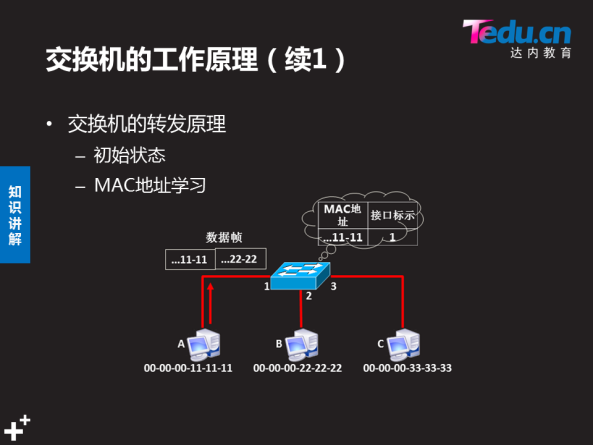 Tedu.cn
达内教育
交换机的工作原理（续1）
• 交换机的转发原理
– 初始状态
– MAC地址学习
知识讲解
MAC地址 接口标示
...11-11 1
数据帧
...11-11 ...22-22
1 2 3
A B C
00-00-00-11-11-11 00-00-00-22-22-22 00-00-00-33-33-33